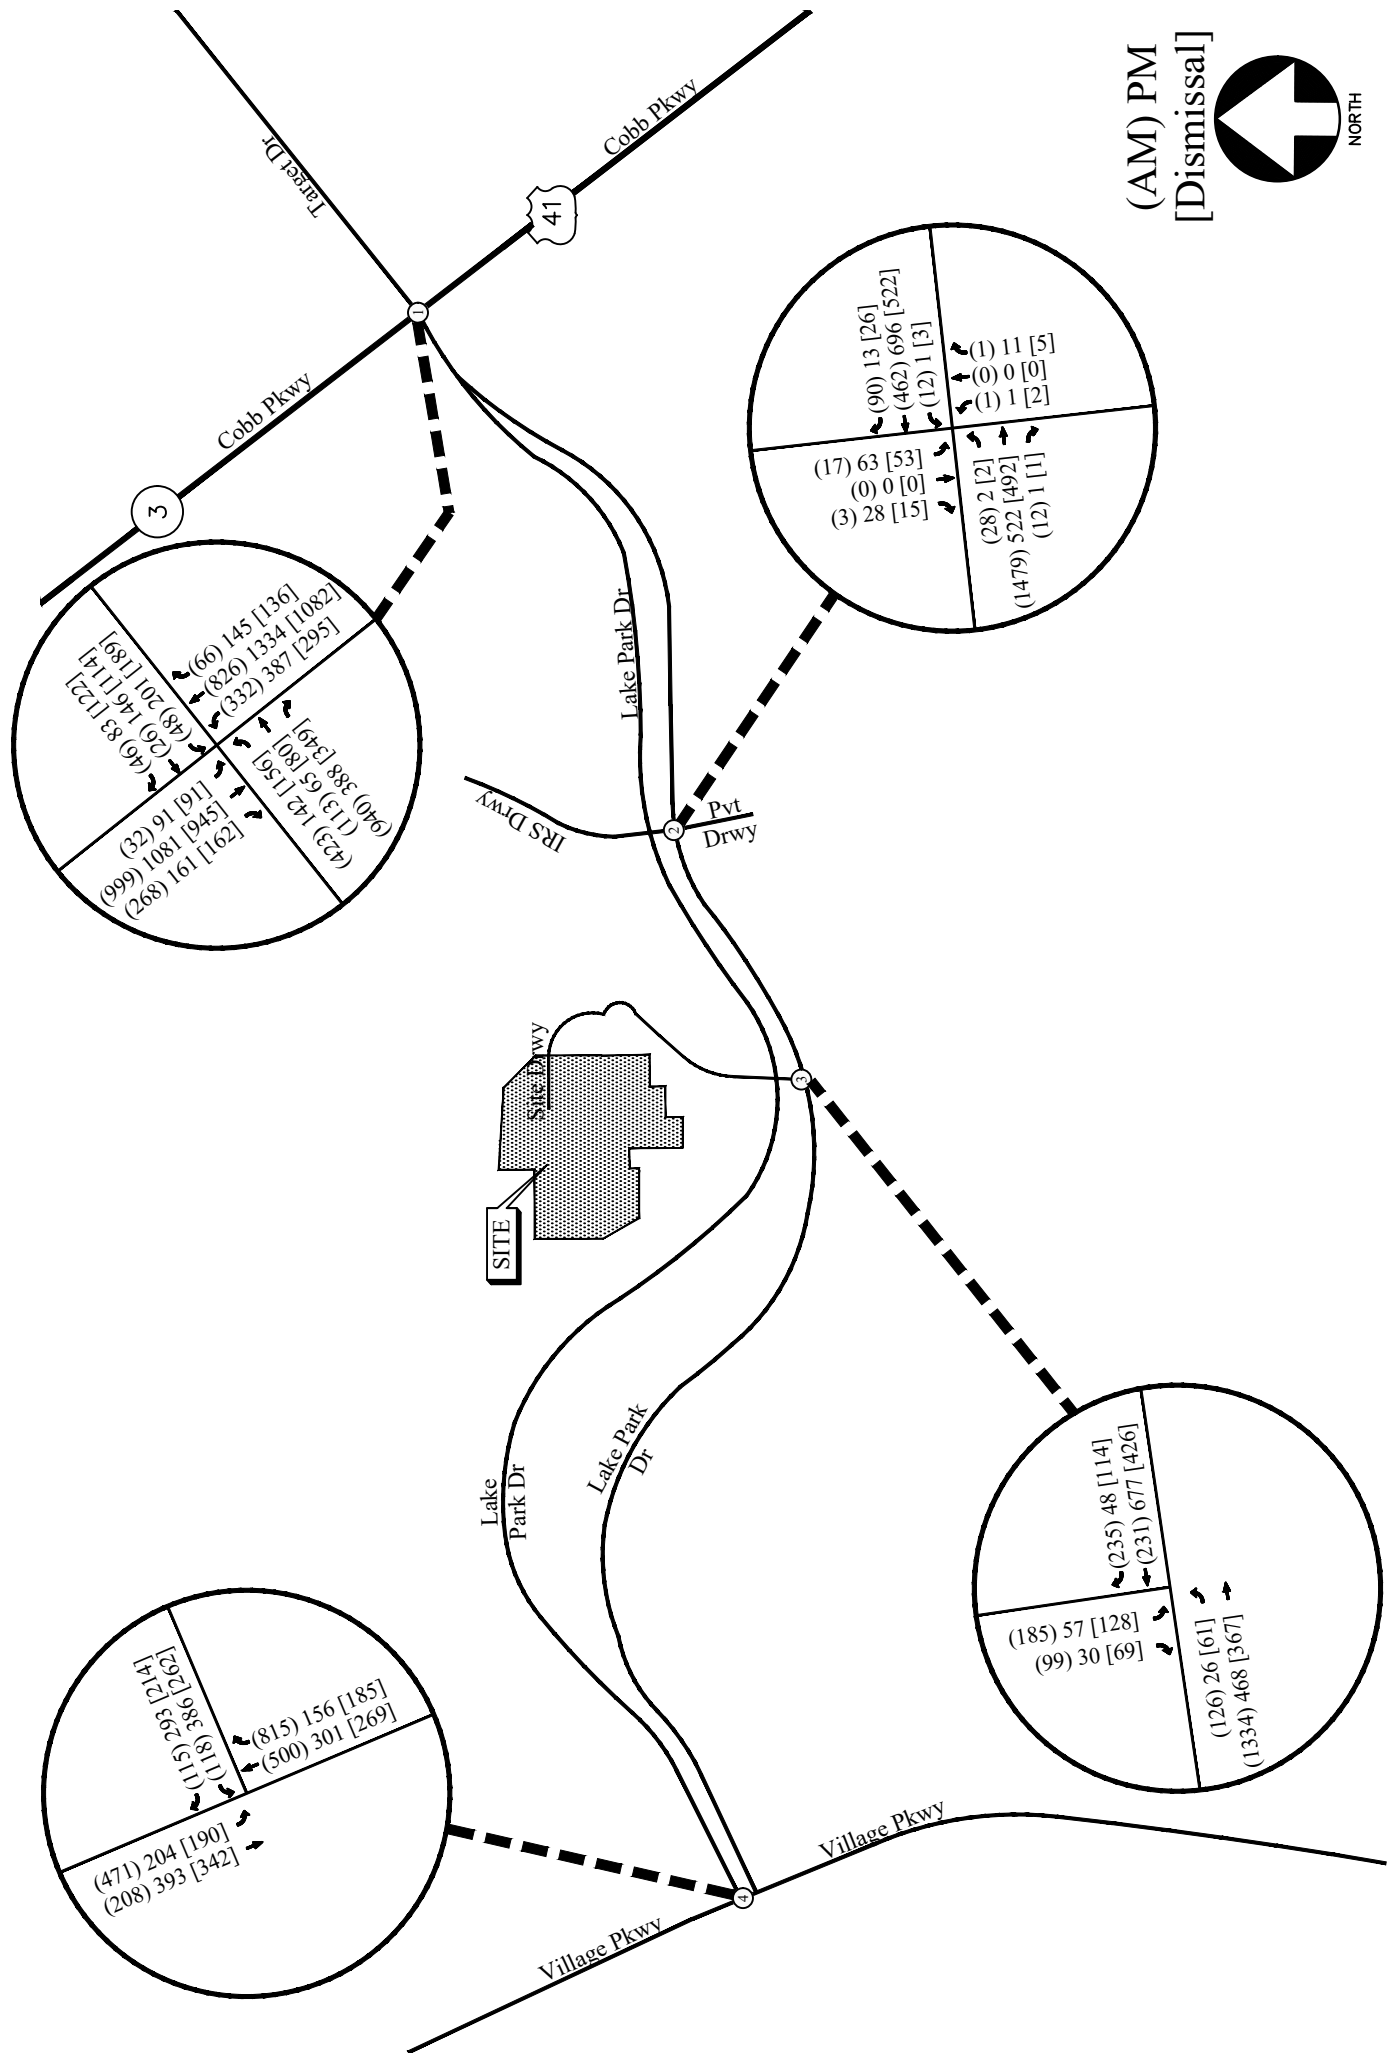 Target Dr
Cobb Pkwy
41
Cobb Pkwy
3
1
(AM) PM
[Dismissal]
NORTH
(46) 83 [122]
(26) 146 [114]
(48) 201 [189]
(66) 145 [136]
(826) 1334 [1082]
(332) 387 [295]
(32) 91 [91]
(999) 1081 [945]
(268) 161 [162]
(423) 142 [156]
(113) 65 [80]
(940) 388 [349]
(90) 13 [26]
(462) 696 [522]
(12) 1 [3]
(1) 11 [5]
(0) 0 [0]
(1) 1 [2]
(17) 63 [53]
(0) 0 [0]
(3) 28 [15]
(28) 2 [2]
(1479) 522 [492]
(12) 1 [1]
Lake Park Dr
IRS Drwy
2
Pvt
Drwy
Site Drwy
3
SITE
Lake
Park Dr
Lake Park
Dr
(235) 48 [114]
(231) 677 [426]
(185) 57 [128]
(99) 30 [69]
(126) 26 [61]
(1334) 468 [367]
(115) 293 [214]
(118) 386 [262]
(815) 156 [185]
(500) 301 [269]
(471) 204 [190]
(208) 393 [342]
Village Pkwy
4
Village Pkwy